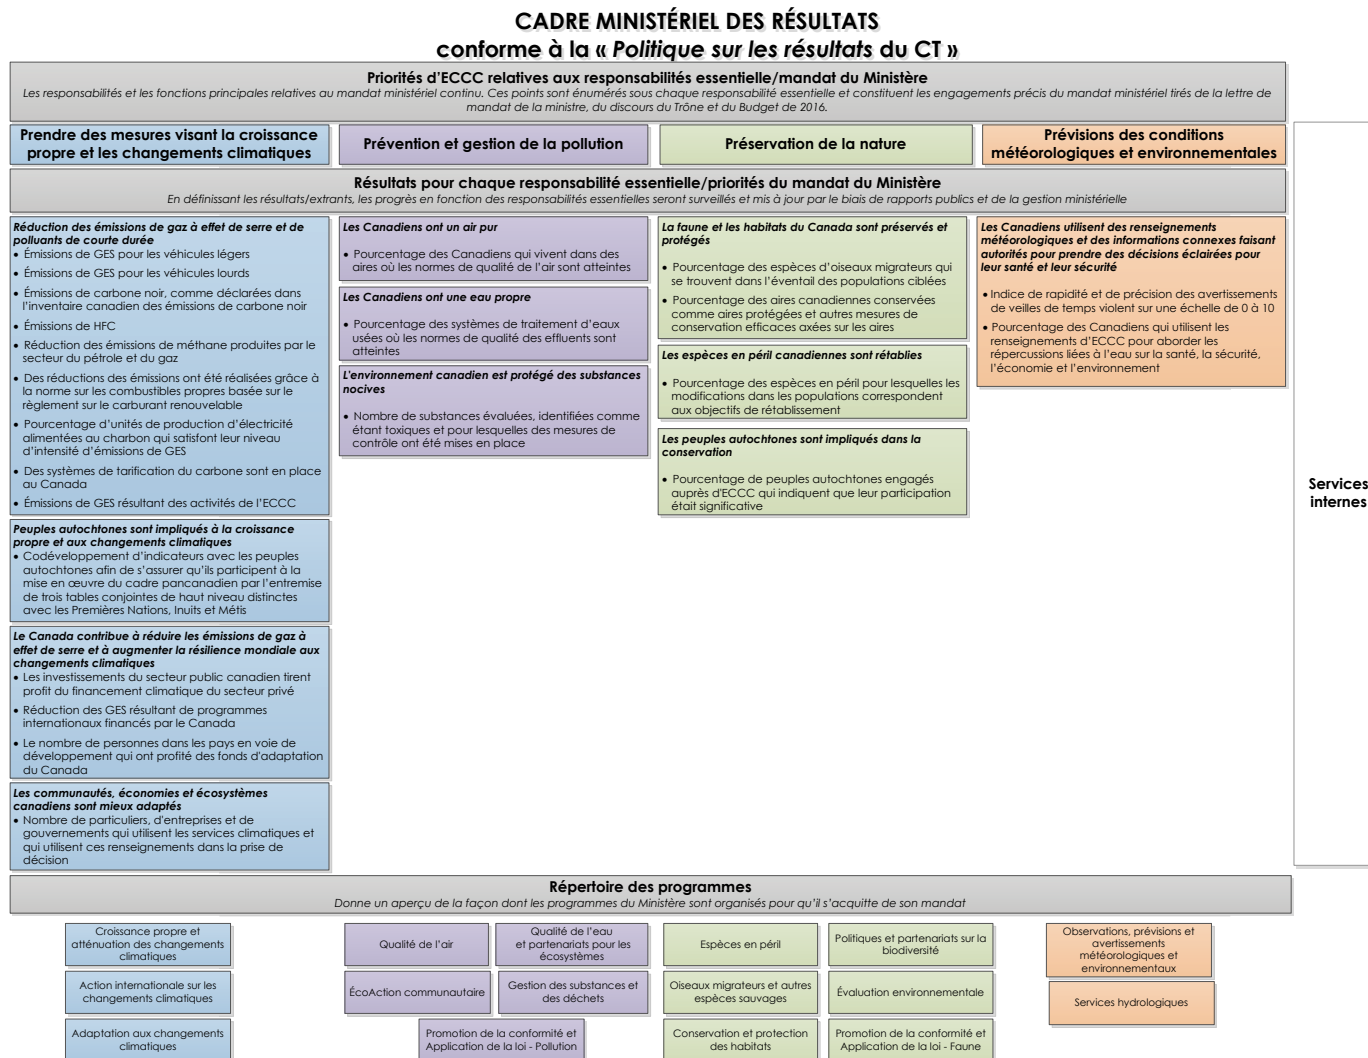 CADRE MINISTÉRIEL DES RÉSULTATS
conforme à la « Politique sur les résultats du CT »
Priorités d'ECCC relatives aux responsabilités essentielle/mandat du Ministère
Les responsabilités et les fonctions principales relatives au mandat ministériel continu. Ces points sont énumérés sous chaque responsabilité essentielle et constituent les engagements précis du mandat ministériel tirés de la lettre de
mandat de la ministre, du discours du Trône et du Budget de 2016.
Prendre des mesures visant la croissance
propre et les changements climatiques
Prévention et gestion de la pollution
Préservation de la nature
Prévisions des conditions
météorologiques et environnementales
Résultats pour chaque responsabilité essentielle/priorités du mandat du Ministère
En définissant les résultats/extrants, les progrès en fonction des responsabilités essentielles seront surveillés et mis à jour par le biais de rapports publics et de la gestion ministérielle
Réduction des émissions de gaz à effet de serre et de
polluants de courte durée
• Émissions de GES pour les véhicules légers
• Émissions de GES pour les véhicules lourds
• Émissions de carbone noir, comme déclarées dans
l'inventaire canadien des émissions de carbone noir
• Émissions de HFC
• Réduction des émissions de méthane produites par le
secteur du pétrole et du gaz
• Des réductions des émissions ont été réalisées grâce à
la norme sur les combustibles propres basée sur le
règlement sur le carburant renouvelable
• Pourcentage d'unités de production d'électricité
alimentées au charbon qui satisfont leur niveau
d'intensité d'émissions de GES
• Des systèmes de tarification du carbone sont en place
au Canada
• Émissions de GES résultant des activités de l'ECCC
Peuples autochtones sont impliqués à la croissance
propre et aux changements climatiques
• Codéveloppement d'indicateurs avec les peuples
autochtones afin de s'assurer qu'ils participent à la
mise en œuvre du cadre pancanadien par l'entremise
de trois tables conjointes de haut niveau distinctes
avec les Premières Nations, Inuits et Métis
Le Canada contribue à réduire les émissions de gaz à
effet de serre et à augmenter la résilience mondiale aux
changements climatiques
• Les investissements du secteur public canadien tirent
profit du financement climatique du secteur privé
• Réduction des GES résultant de programmes
internationaux financés par le Canada
• Le nombre de personnes dans les pays en voie de
développement qui ont profité des fonds d'adaptation
du Canada
Les communautés, économies et écosystèmes
canadiens sont mieux adaptés
• Nombre de particuliers, d'entreprises et de
gouvernements qui utilisent les services climatiques et
qui utilisent ces renseignements dans la prise de
décision
Les Canadiens ont un air pur
• Pourcentage des Canadiens qui vivent dans des
aires où les normes de qualité de l'air sont atteintes
Les Canadiens ont une eau propre
• Pourcentage des systèmes de traitement d'eaux
usées où les normes de qualité des effluents sont
atteintes
L'environnement canadien est protégé des substances
nocives
• Nombre de substances évaluées, identifiées comme
étant toxiques et pour lesquelles des mesures de
contrôle ont été mises en place
La faune et les habitats du Canada sont préservés et
protégés
• Pourcentage des espèces d'oiseaux migrateurs qui
se trouvent dans l'éventail des populations ciblées
• Pourcentage des aires canadiennes conservées
comme aires protégées et autres mesures de
conservation efficaces axées sur les aires
Les espèces en péril canadiennes sont rétablies
• Pourcentage des espèces en péril pour lesquelles les
modifications dans les populations correspondent
aux objectifs de rétablissement
Les peuples autochtones sont impliqués dans la
conservation
• Pourcentage de peuples autochtones engagés
auprès d'ECCC qui indiquent que leur participation
était significative
Les Canadiens utilisent des renseignements
météorologiques et des informations connexes faisant
autorités pour prendre des décisions éclairées pour
leur santé et leur sécurité
• Indice de rapidité et de précision des avertissements
de veilles de temps violent sur une échelle de 0 à 10
• Pourcentage des Canadiens qui utilisent les
renseignements d'ECCC pour aborder les
répercussions liées à l'eau sur la santé, la sécurité,
l'économie et l'environnement
Services
internes
Répertoire des programmes
Donne un aperçu de la façon dont les programmes du Ministère sont organisés pour qu'il s'acquitte de son mandat
Croissance propre et
atténuation des changements
climatiques
Action internationale sur les
changements climatiques
Adaptation aux changements
climatiques
Qualité de l'air
Qualité de l'eau
et partenariats pour les
écosystèmes
ÉcoAction communautaire
Gestion des substances et
des déchets
Promotion de la conformité et
Application de la loi - Pollution
Espèces en péril
Politiques et partenariats sur la
biodiversité
Oiseaux migrateurs et autres
espèces sauvages
Évaluation environnementale
Conservation et protection
des habitats
Promotion de la conformité et
Application de la loi - Faune
Observations, prévisions et
avertissements
météorologiques et
environnementaux
Services hydrologiques